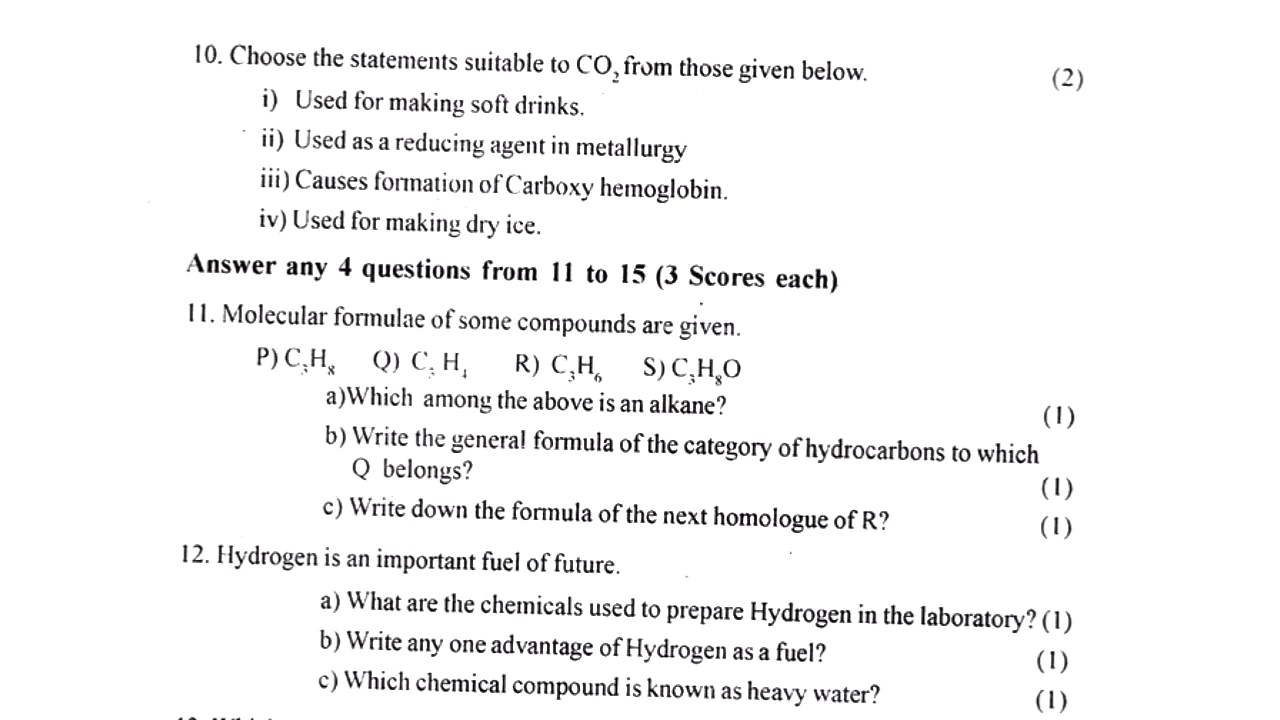 10. Choose the statements suitable to CO₂ from those given below. (2)
i) Used for making soft drinks.
ii) Used as a reducing agent in metallurgy
iii) Causes formation of Carboxy hemoglobin.
iv) Used for making dry ice.
Answer any 4 questions from 11 to 15 (3 Scores each)
11. Molecular formulae of some compounds are given.
P) C₃H₈ Q) C₃H₄ R) C₃H₆ S) C₃H₈O
a) Which among the above is an alkane? (1)
b) Write the general formula of the category of hydrocarbons to which
Q belongs? (1)
c) Write down the formula of the next homologue of R? (1)
12. Hydrogen is an important fuel of future.
a) What are the chemicals used to prepare Hydrogen in the laboratory? (1)
b) Write any one advantage of Hydrogen as a fuel? (1)
c) Which chemical compound is known as heavy water? (1)